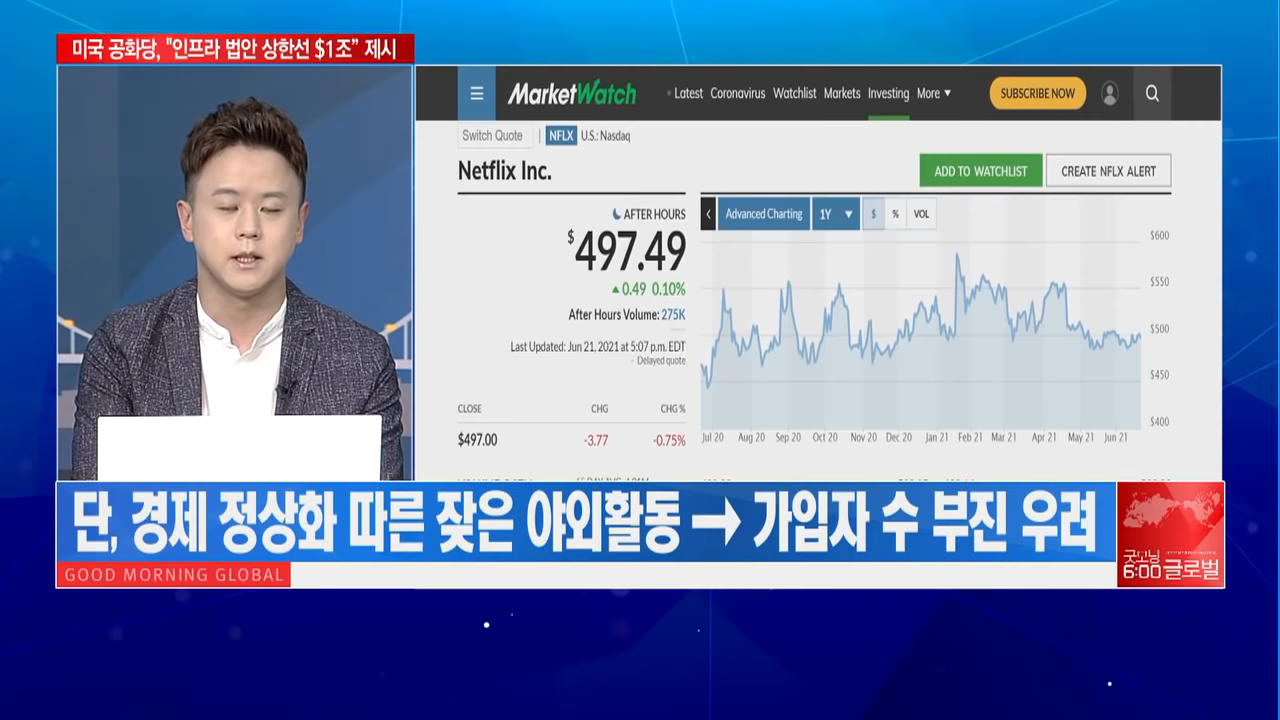 미국 공화당, "인프라 법안 상한선 $1조" 제시
MarketWatch
Latest Coronavirus Watchlist Markets Investing More ▼
SUBSCRIBE NOW
Switch Quote | NFLX U.S.: Nasdaq
Netflix Inc.
ADD TO WATCHLIST
CREATE NFLX ALERT
AFTER HOURS
$497.49
▲0.49 0.10%
After Hours Volume: 275K
Last Updated: Jun 21, 2021 at 5:07 p.m. EDT
Delayed quote
CLOSE CHG CHG %
$497.00 -3.77 -0.75%
Advanced Charting 1Y ▼ $ % VOL
$600
$550
$500
$450
$400
Jul 20 Aug 20 Sep 20 Oct 20 Nov 20 Dec 20 Jan 21 Feb 21 Mar 21 Apr 21 May 21 Jun 21
단, 경제 정상화 따른 잦은 야외활동 → 가입자 수 부진 우려
GOOD MORNING GLOBAL
굿모닝
6:00 글로벌